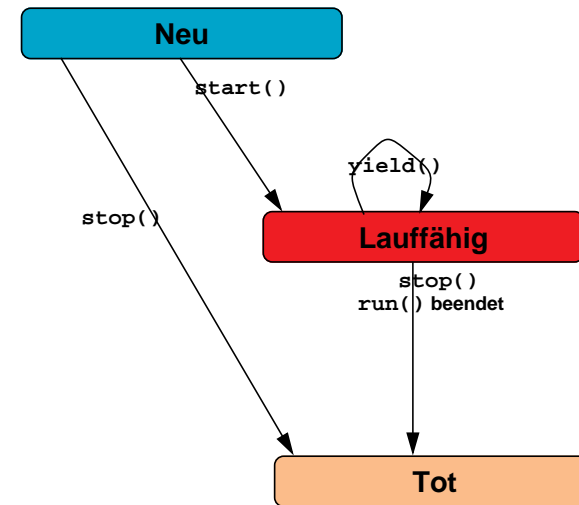 Neu
start()
yield()
stop()
Lauffähig
stop()
run() beendet
Tot